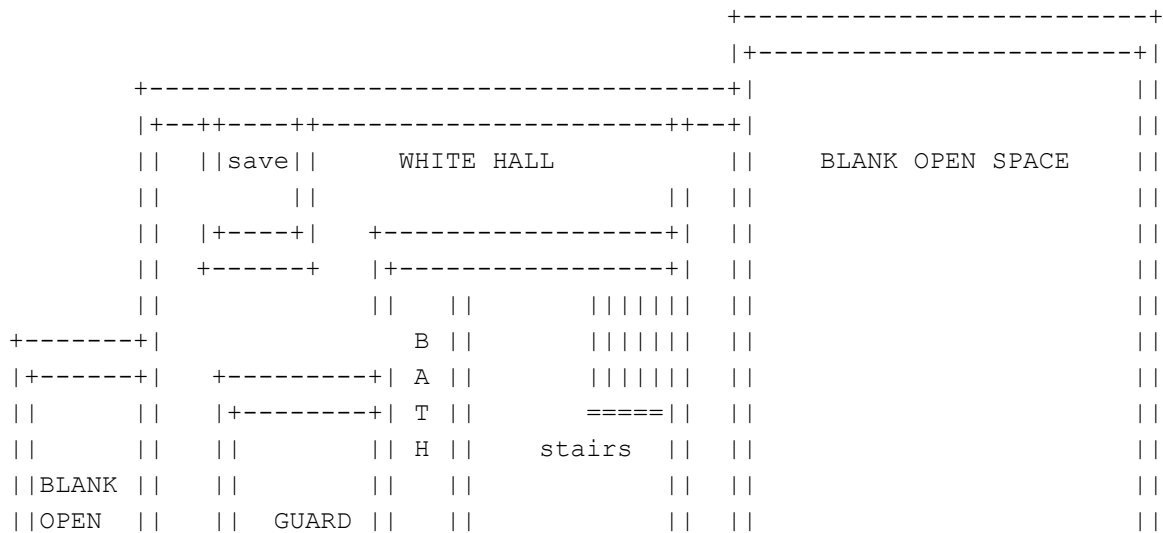 save WHITE HALL BLANK OPEN SPACE
B
A
T
H stairs
BLANK
OPEN GUARD